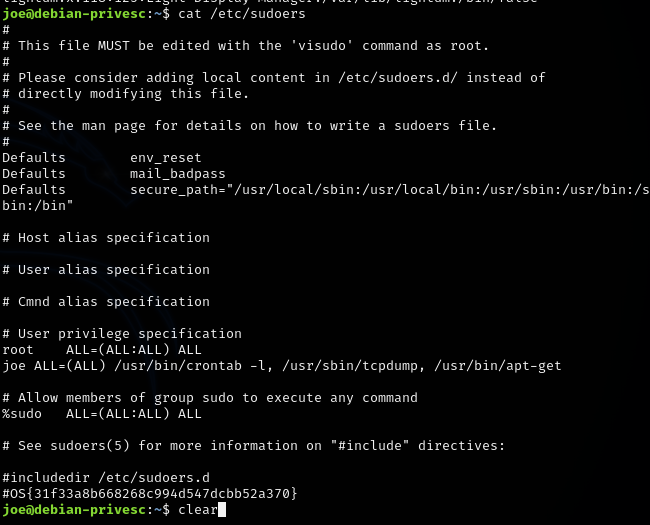 lightdm:x:116:123:Light Display Manager:/var/lib/lightdm:/bin/false
joe@debian-privesc:~$ cat /etc/sudoers
#
# This file MUST be edited with the 'visudo' command as root.
#
# Please consider adding local content in /etc/sudoers.d/ instead of
# directly modifying this file.
#
# See the man page for details on how to write a sudoers file.
#
Defaults        env_reset
Defaults        mail_badpass
Defaults        secure_path="/usr/local/sbin:/usr/local/bin:/usr/sbin:/usr/bin:/s
bin:/bin"

# Host alias specification

# User alias specification

# Cmnd alias specification

# User privilege specification
root    ALL=(ALL:ALL) ALL
joe ALL=(ALL) /usr/bin/crontab -l, /usr/sbin/tcpdump, /usr/bin/apt-get

# Allow members of group sudo to execute any command
%sudo   ALL=(ALL:ALL) ALL

# See sudoers(5) for more information on "#include" directives:

#includedir /etc/sudoers.d
#OS{31f33a8b668268c994d547dcbb52a370}
joe@debian-privesc:~$ clear